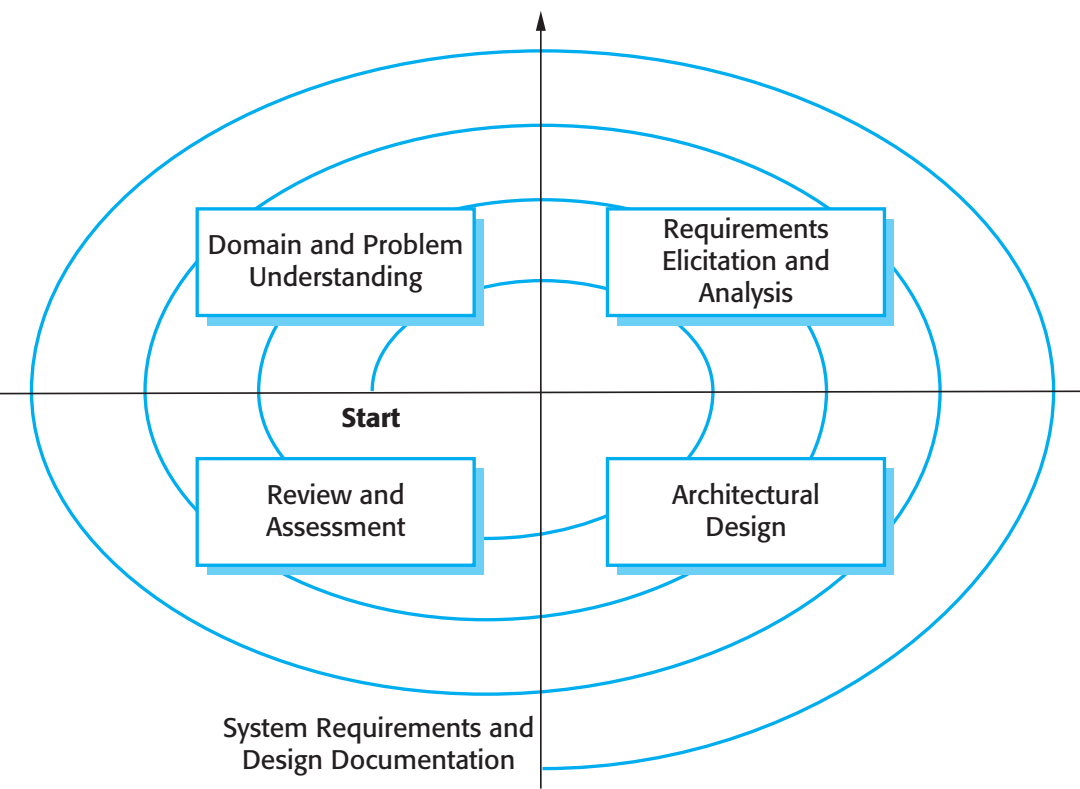 Domain and Problem
Understanding
Requirements
Elicitation and
Analysis
Start
Review and
Assessment
Architectural
Design
System Requirements and
Design Documentation